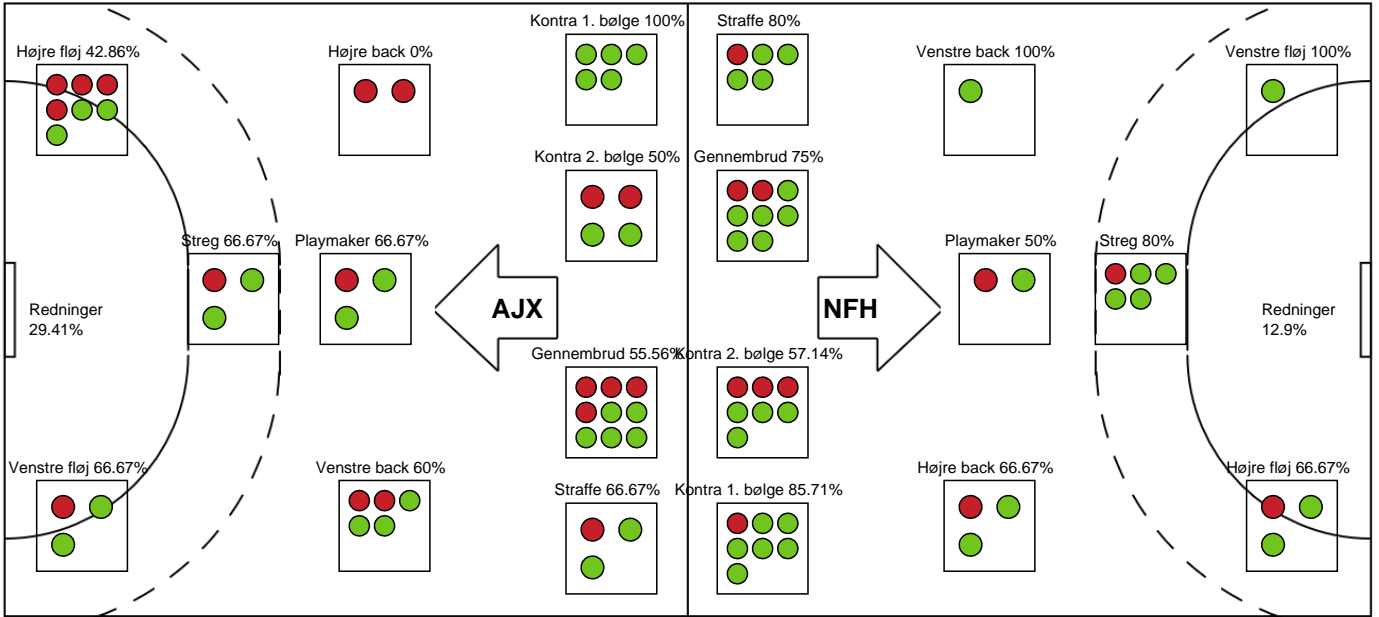 Kontra 1. bølge 100%
Straffe 80%
Højre fløj 42.86%
Højre back 0%
Venstre back 100%
Venstre fløj 100%
Kontra 2. bølge 50%
Gennembrud 75%
Streg 66.67%
Playmaker 66.67%
Playmaker 50%
Streg 80%
AJX
NFH
Redninger
29.41%
Redninger
12.9%
Gennembrud 55.56%
Kontra 2. bølge 57.14%
Venstre fløj 66.67%
Venstre back 60%
Højre back 66.67%
Højre fløj 66.67%
Straffe 66.67%
Kontra 1. bølge 85.71%